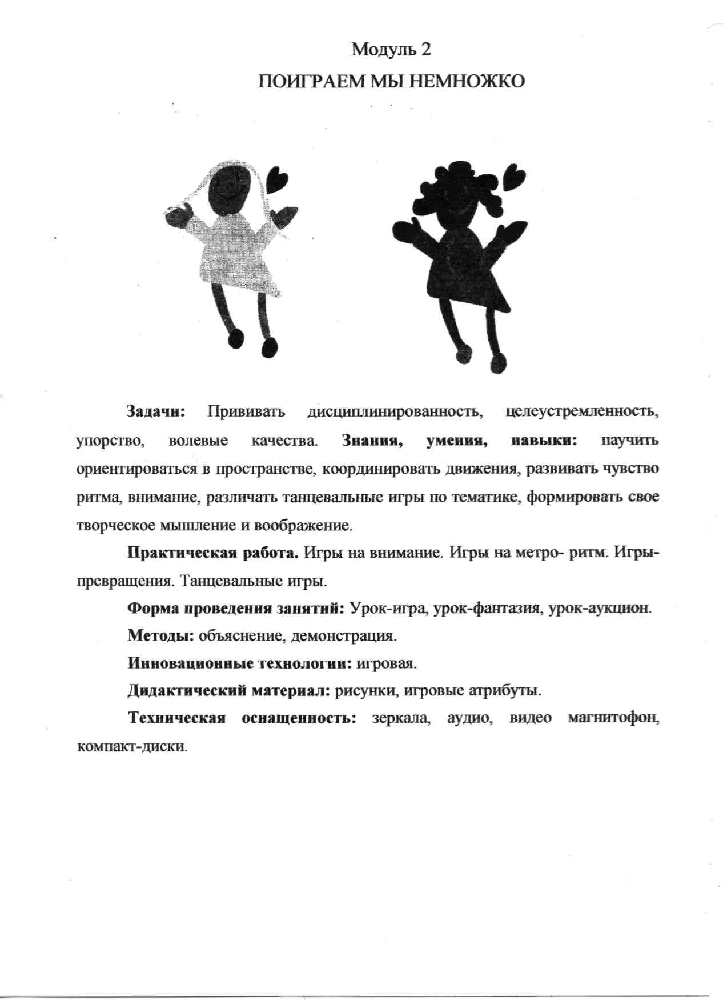 Модуль 2
ПОИГРАЕМ МЫ НЕМНОЖКО
Задачи: Прививать дисциплинированность, целеустремленность,
упорство, волевые качества. Знания, умения, навыки: научить
ориентироваться в пространстве, координировать движения, развивать чувство
ритма, внимание, различать танцевальные игры по тематике, формировать свое
творческое мышление и воображение.
Практическая работа. Игры на внимание. Игры на метро- ритм. Игры-
превращения. Танцевальные игры.
Форма проведения занятий: Урок-игра, урок-фантазия, урок-аукцион.
Методы: объяснение, демонстрация.
Инновационные технологии: игровая.
Дидактический материал: рисунки, игровые атрибуты.
Техническая оснащенность: зеркала, аудио, видео магнитофон,
компакт-диски.